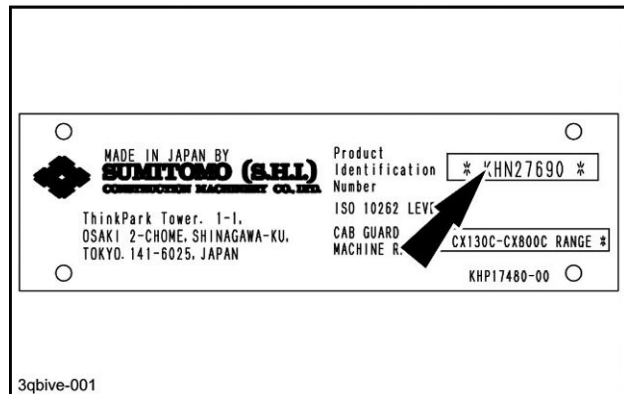 MADE IN JAPAN BY
SUMITOMO (S.H.I.)
CONSTRUCTION MACHINERY CO., LTD.
ThinkPark Tower. 1-1,
OSAKI 2-CHOME, SHINAGAWA-KU,
TOKYO. 141-6025, JAPAN
Product
Identification
Number
* KHN27690 *
ISO 10262
CAB GUARD
MACHINE
CX130C-CX800C RANGE *
KHP17480-00
3qbive-001